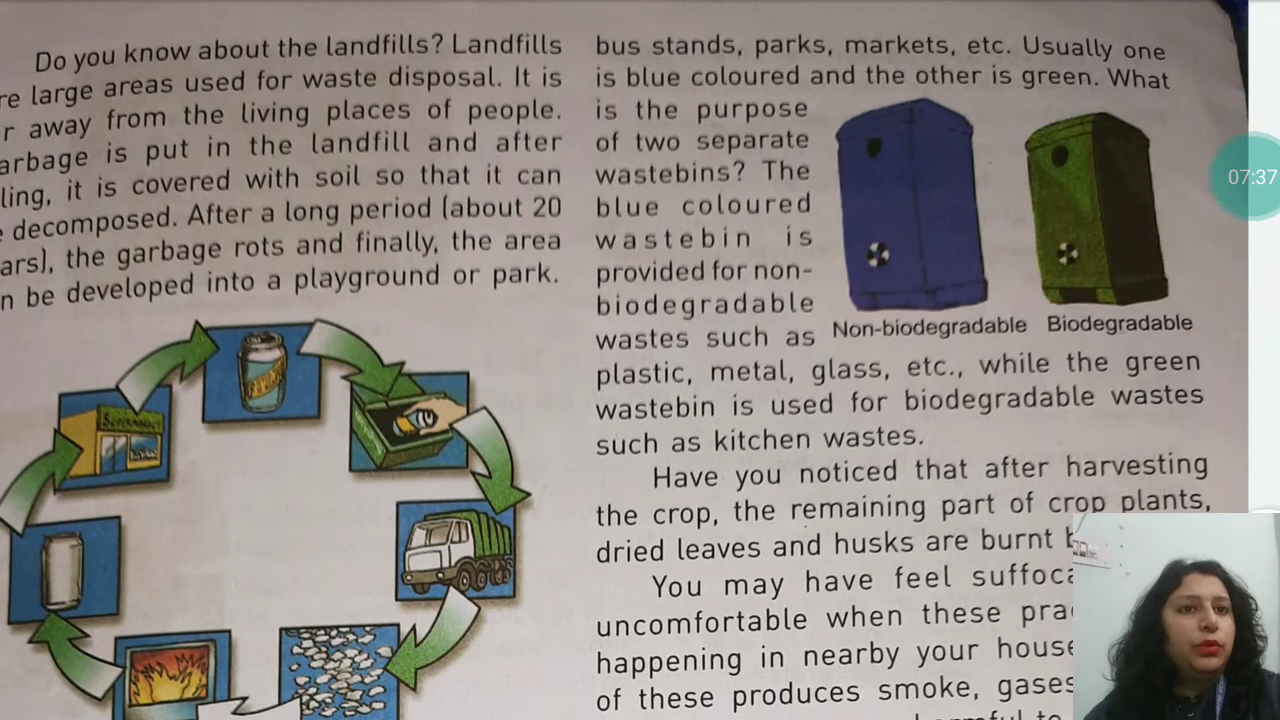 Do you know about the landfills? Landfills
re large areas used for waste disposal. It is
r away from the living places of people.
arbage is put in the landfill and after
ling, it is covered with soil so that it can
e decomposed. After a long period (about 20
ars), the garbage rots and finally, the area
n be developed into a playground or park.
SUPERMARKET
bus stands, parks, markets, etc. Usually one
is blue coloured and the other is green. What
is the purpose
of two separate
wastebins? The
blue coloured
wastebin is
provided for non-
biodegradable
wastes such as
Non-biodegradable Biodegradable
plastic, metal, glass, etc., while the green
wastebin is used for biodegradable wastes
such as kitchen wastes.
Have you noticed that after harvesting
the crop, the remaining part of crop plants,
dried leaves and husks are burnt b
You may have feel suffoca
uncomfortable when these pra
happening in nearby your house
of these produces smoke, gases
harmful to
07:37